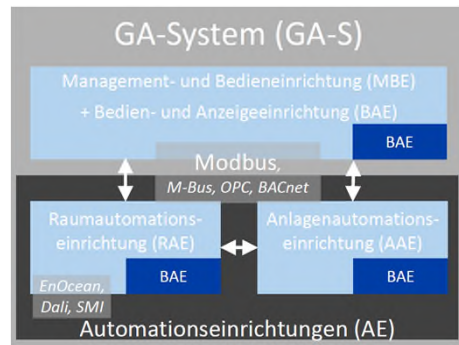 GA-System (GA-S)
Management- und Bedieneinrichtung (MBE)
+ Bedien- und Anzeigeeinrichtung (BAE)
BAE
Modbus,
M-Bus, OPC, BACnet
Raumautomations-
einrichtung (RAE)
BAE
EnOcean,
Dali, SMI
Anlagenautomations-
einrichtung (AAE)
BAE
Automationseinrichtungen (AE)